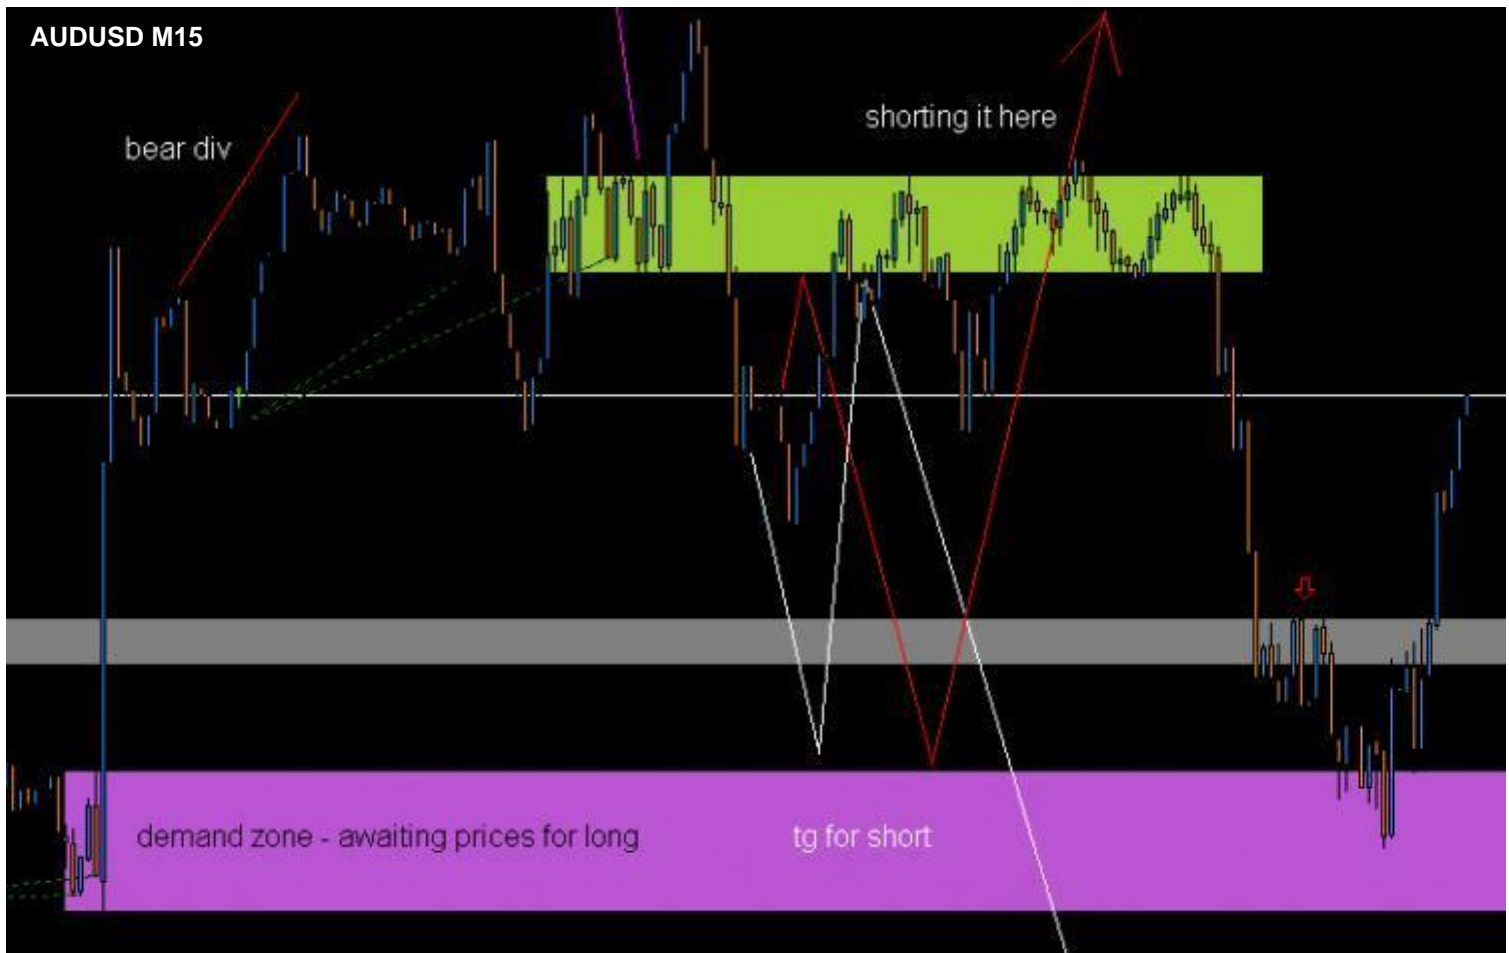 AUDUSD M15
shorting it here
bear div
demand zone - awaiting prices for long
tg for short